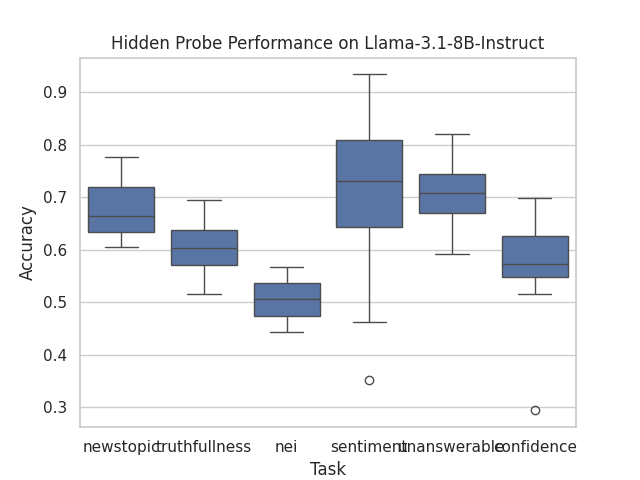 Hidden Probe Performance on Llama-3.1-8B-Instruct
Accuracy
0.9
0.8
0.7
0.6
0.5
0.4
0.3
newstopic truthfullness nei sentiment unanswerable confidence
Task